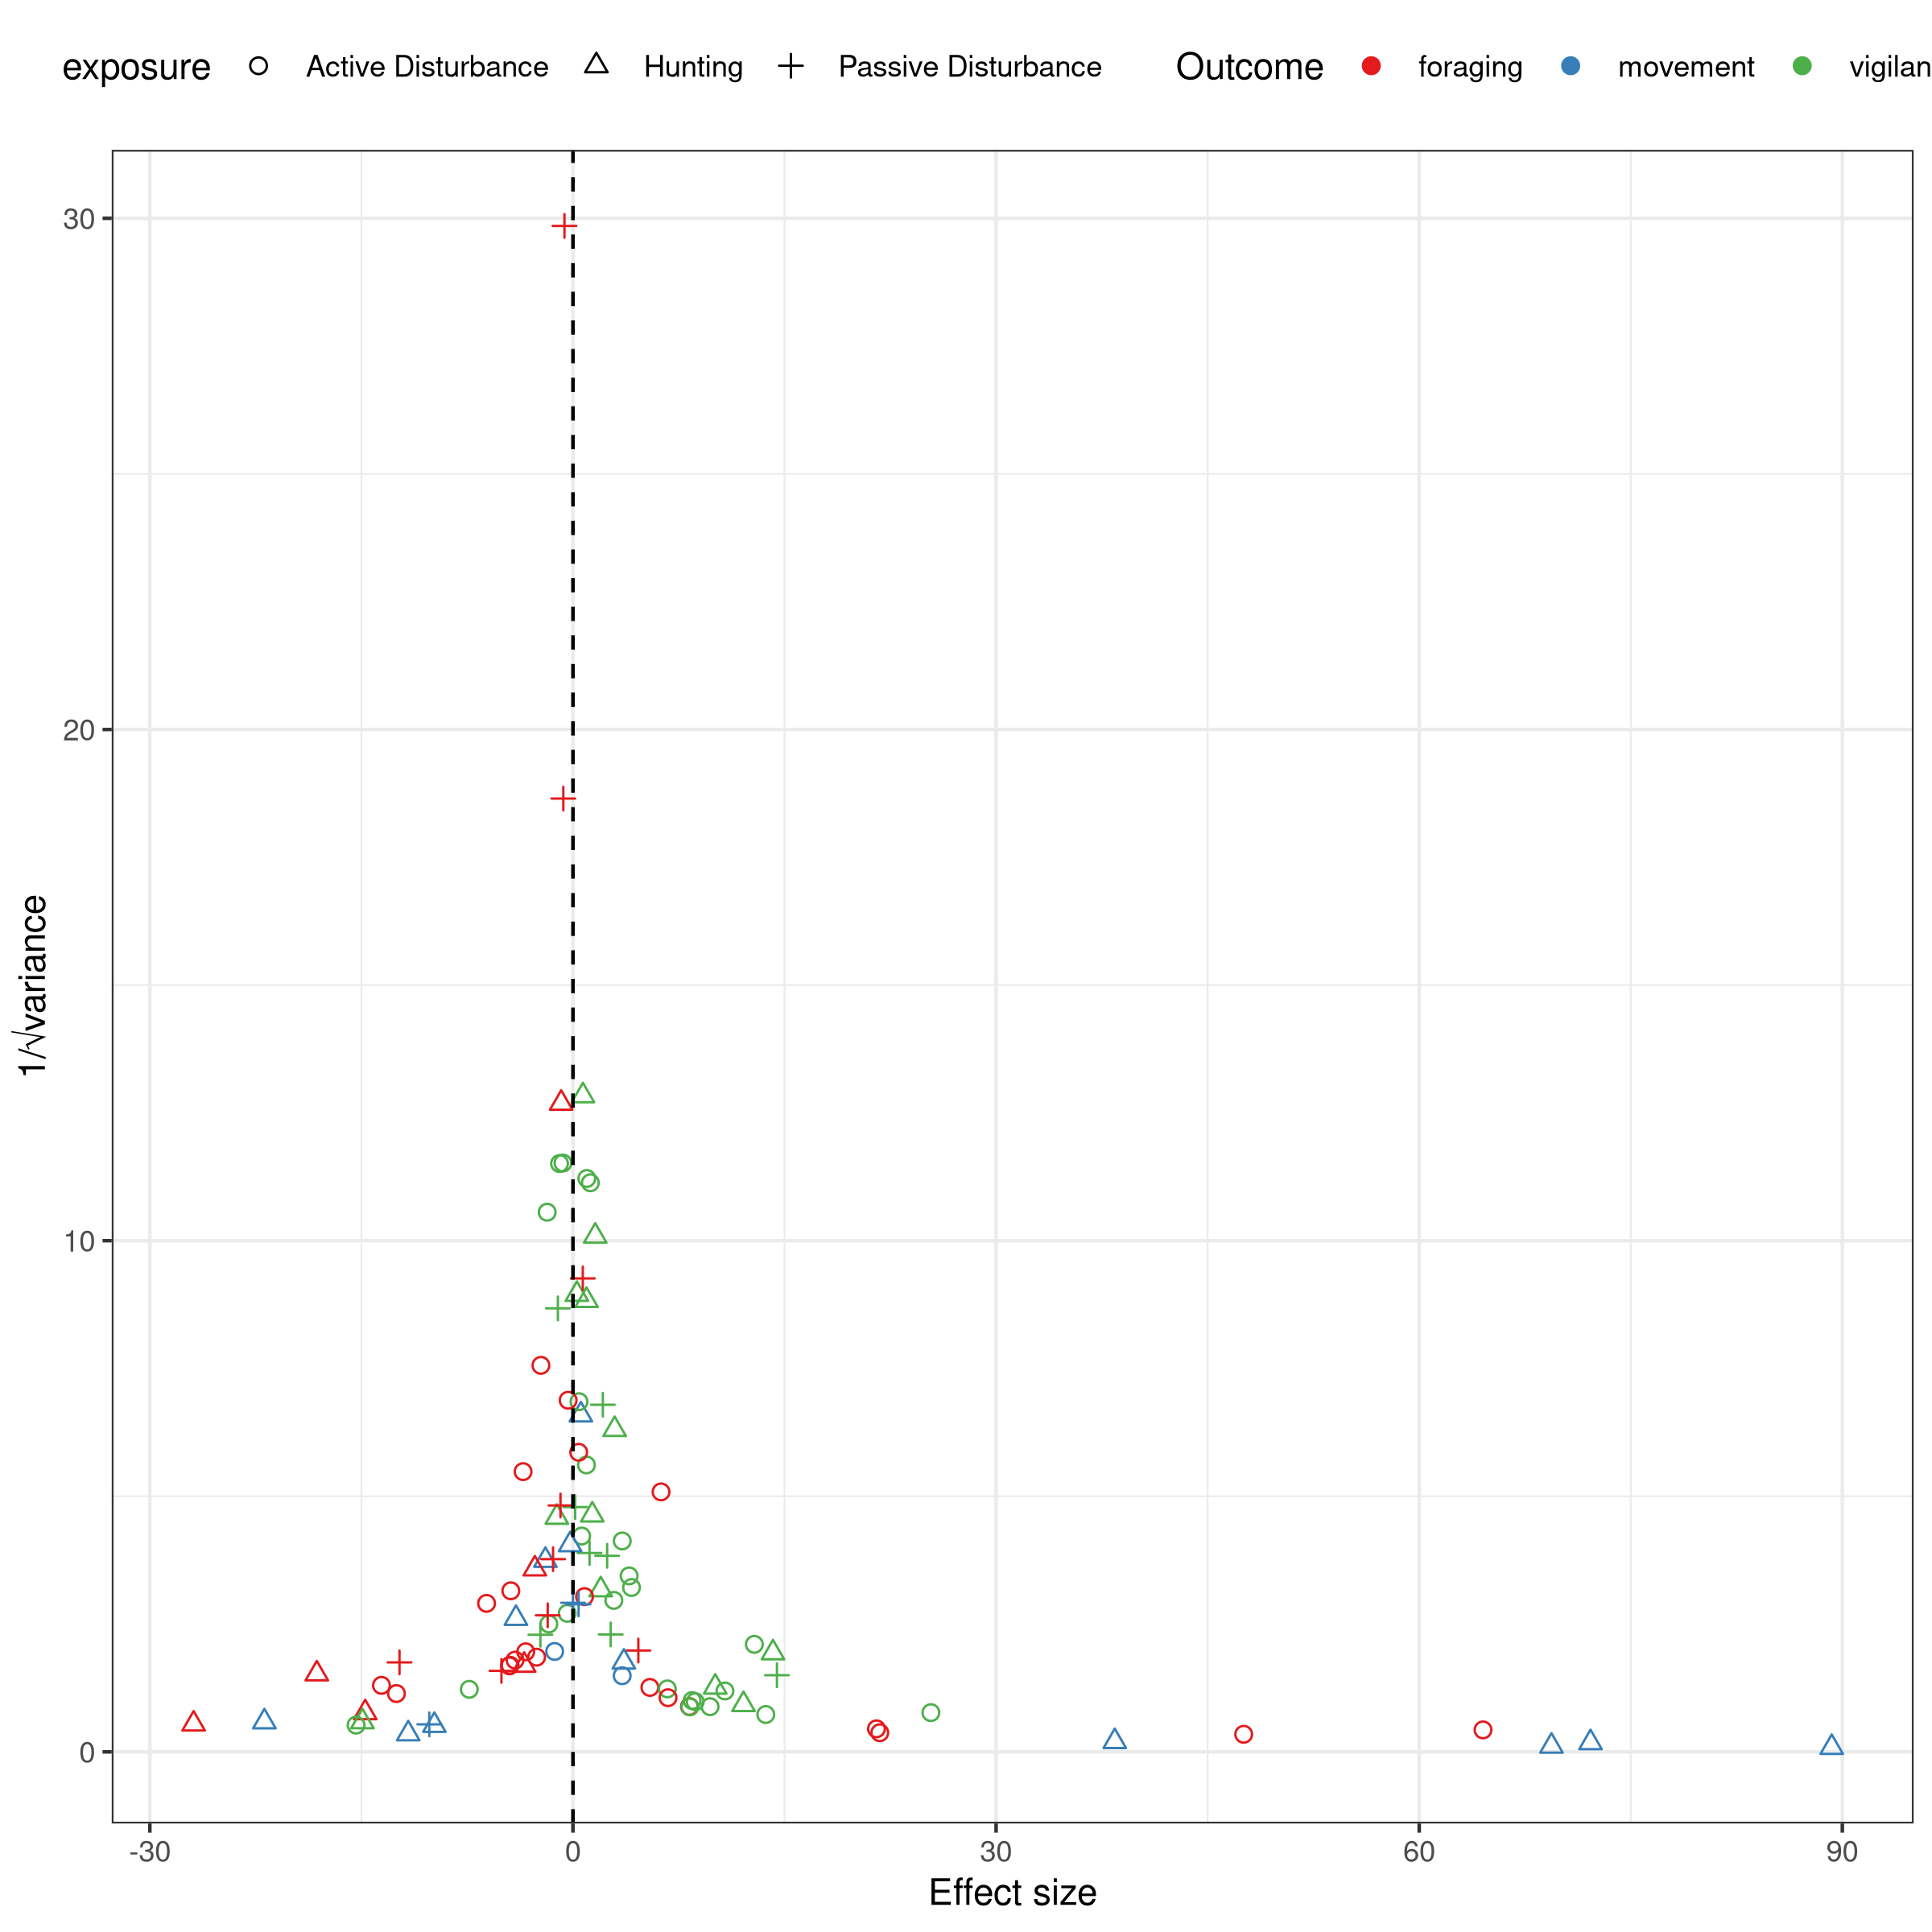 exposure Active Disturbance Hunting Passive Disturbance Outcome foraging movement vigilan
30
20
10
0
1/√variance
-30 0 30 60 90
Effect size